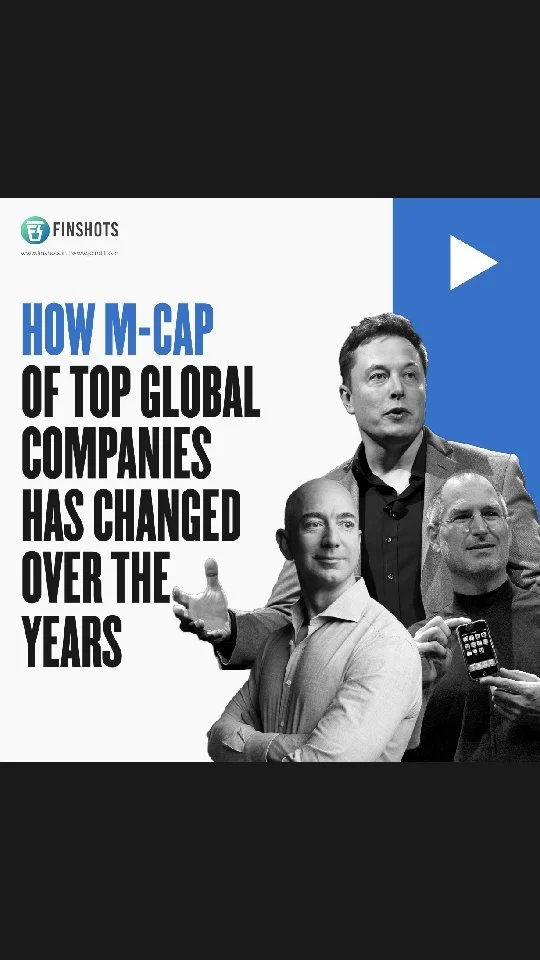 FINSHOTS
HOW M-CAP
OF TOP GLOBAL
COMPANIES
HAS CHANGED
OVER THE
YEARS